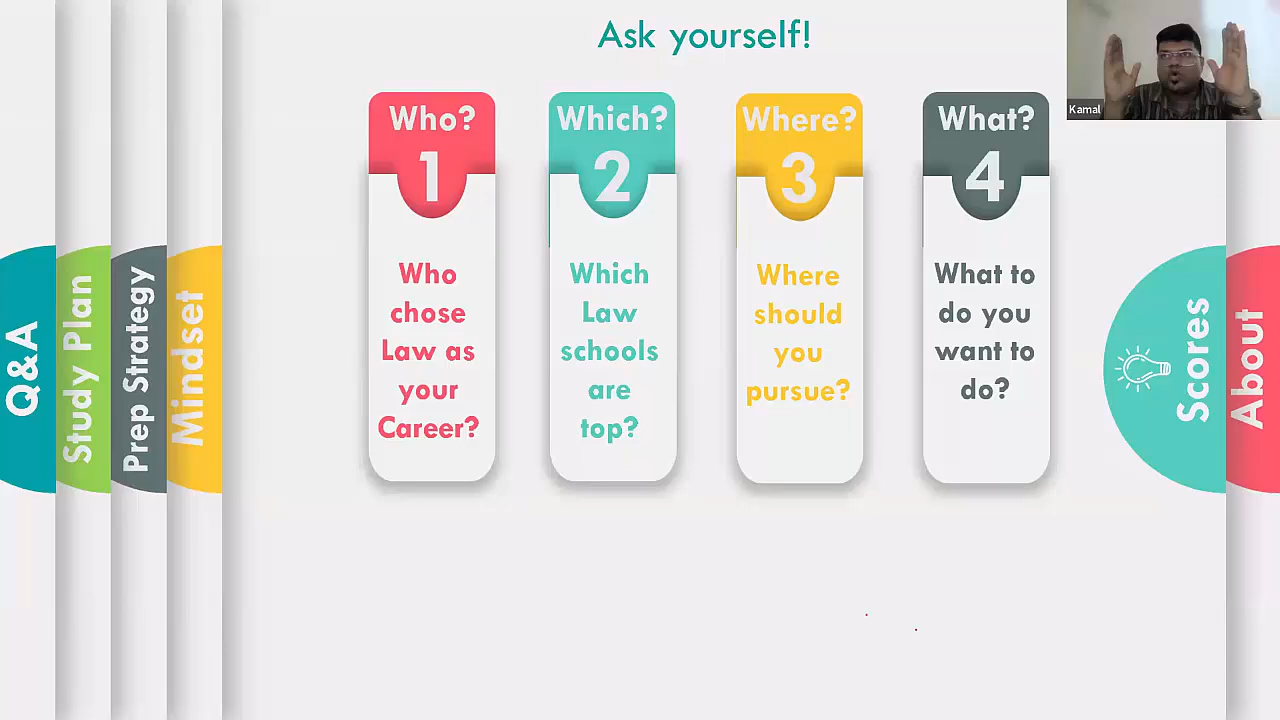 Ask yourself!
Kamal
Who?
1
Who
chose
Law as
your
Career?
Which?
2
Which
Law
schools
are
top?
Where?
3
Where
should
you
pursue?
What?
4
What to
do you
want to
do?
Q&A
Study Plan
Prep Strategy
Mindset
Scores
About